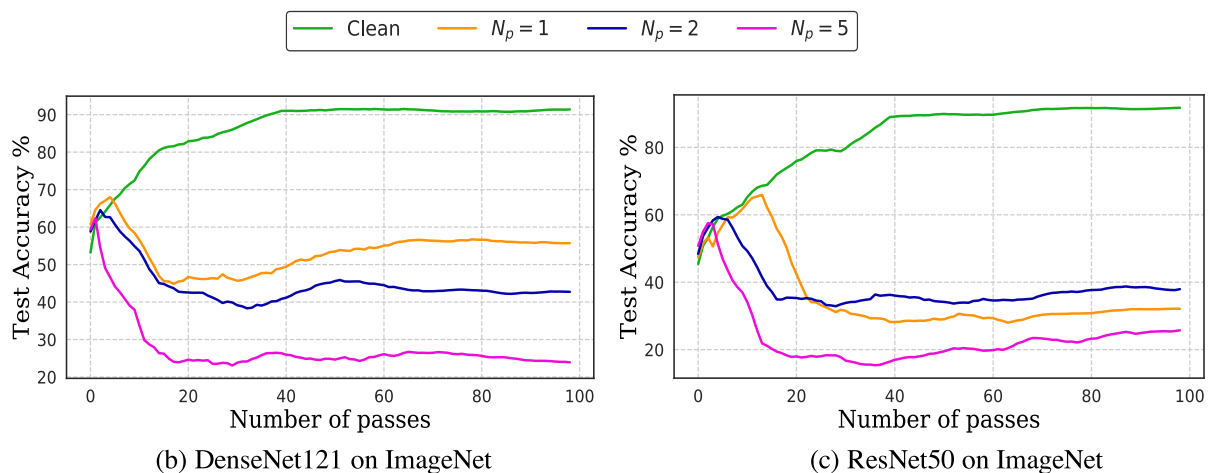 Clean N_p = 1 N_p = 2 N_p = 5
Test Accuracy %
90
80
70
60
50
40
30
20
0 20 40 60 80 100
Number of passes
(b) DenseNet121 on ImageNet
Test Accuracy %
80
60
40
20
0 20 40 60 80 100
Number of passes
(c) ResNet50 on ImageNet